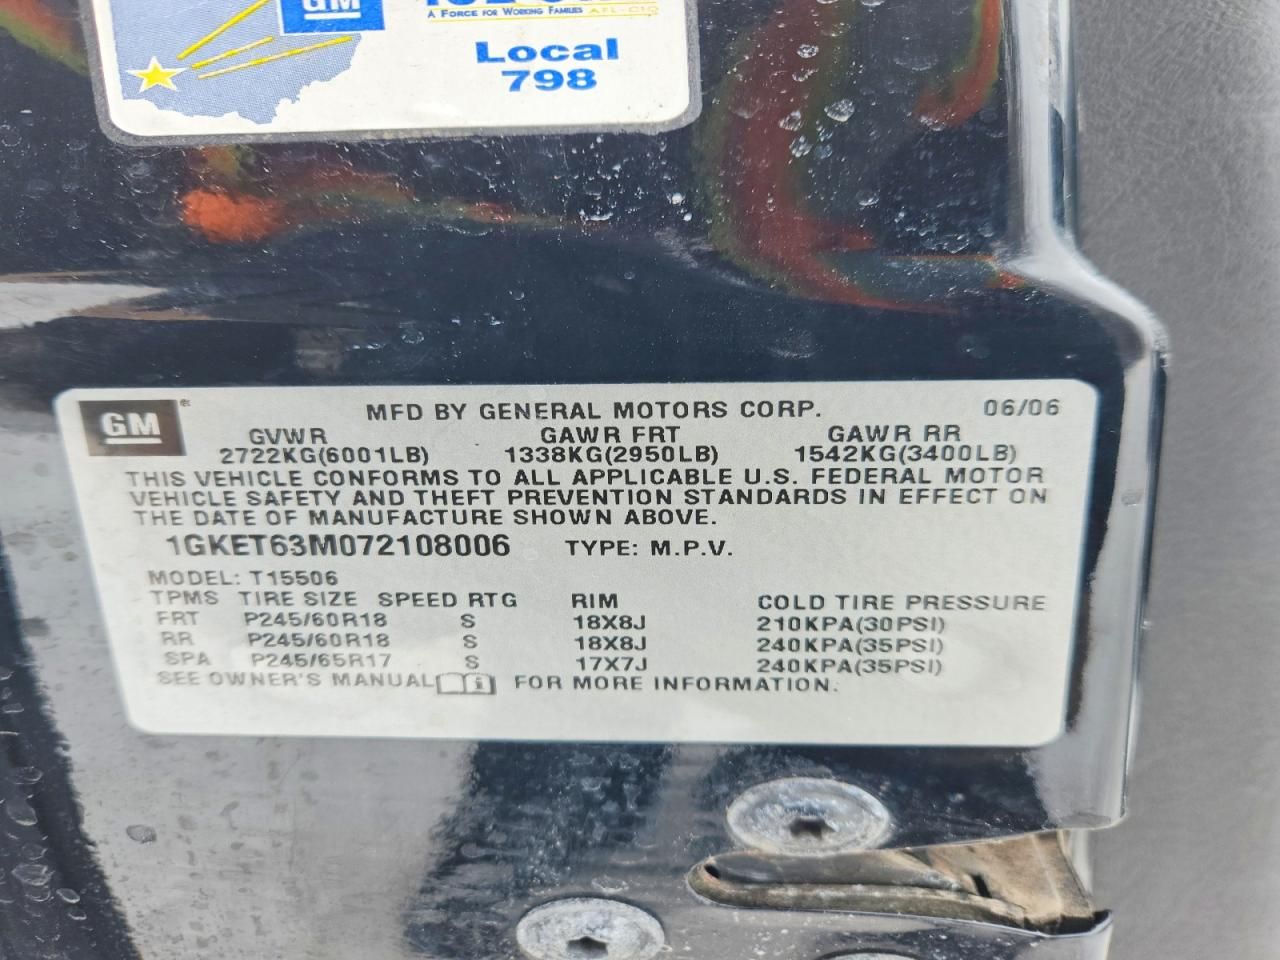 GM
A FORCE FOR WORKING FAMILIES AFL-CIO
Local
798
GM
MFD BY GENERAL MOTORS CORP. 06/06
GVWR GAWR FRT GAWR RR
2722KG(6001LB) 1338KG(2950LB) 1542KG(3400LB)
THIS VEHICLE CONFORMS TO ALL APPLICABLE U.S. FEDERAL MOTOR
VEHICLE SAFETY AND THEFT PREVENTION STANDARDS IN EFFECT ON
THE DATE OF MANUFACTURE SHOWN ABOVE.
1GKET63M072108006 TYPE: M.P.V.
MODEL: T15506
TPMS TIRE SIZE SPEED RTG RIM COLD TIRE PRESSURE
FRT P245/60R18 S 18X8J 210KPA(30PSI)
RR P245/60R18 S 18X8J 240KPA(35PSI)
SPA P245/65R17 S 17X7J 240KPA(35PSI)
SEE OWNER'S MANUAL FOR MORE INFORMATION.